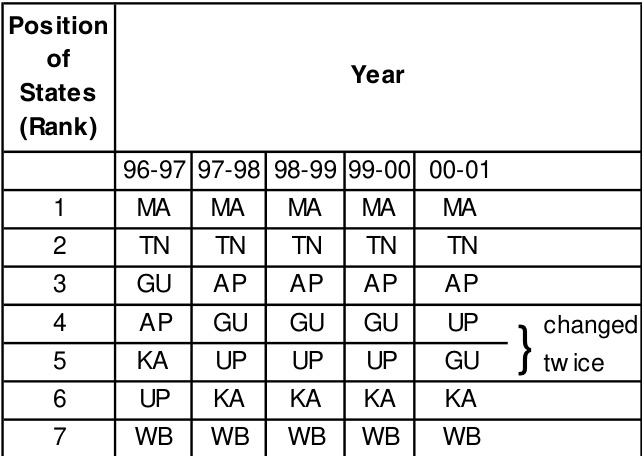 Position of States (Rank) Year
96-97 97-98 98-99 99-00 00-01
1 MA MA MA MA MA
2 TN TN TN TN TN
3 GU AP AP AP AP
4 AP GU GU GU UP } changed
5 KA UP UP UP GU twice
6 UP KA KA KA KA
7 WB WB WB WB WB